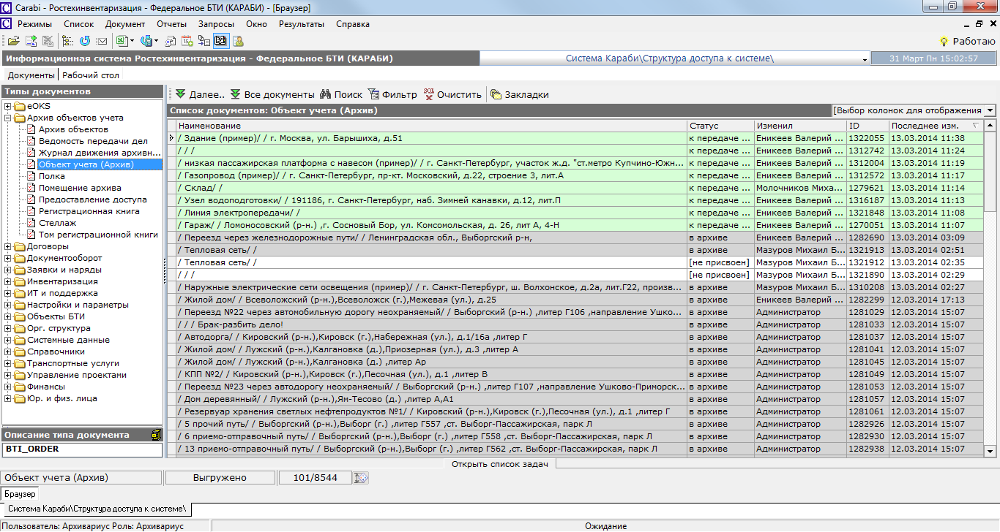 Carabi - Ростехинвентаризация - Федеральное БТИ (КАРАБИ) - [Браузер]
Режимы Список Документ Отчеты Запросы Окно Результаты Справка
Работаю
Информационная система Ростехинвентаризация - Федеральное БТИ (КАРАБИ) Система Караби\Структура доступа к системе\ 31 Март Пн 15:02:57
Документы Рабочий стол
Типы документов
еОКS
Архив объектов учета
Архив объектов
Ведомость передачи дел
Журнал движения архивн...
Объект учета (Архив)
Полка
Помещение архива
Предоставление доступа
Регистрационная книга
Стеллаж
Том регистрационной книги
Договоры
Документооборот
Заявки и наряды
Инвентаризация
ИТ и поддержка
Настройки и параметры
Объекты БТИ
Орг. структура
Системные данные
Справочники
Транспортные услуги
Управление проектами
Финансы
Юр. и физ. лица
Описание типа документа
BTI_ORDER
Далее.. Все документы Поиск Фильтр SQL Очистить Закладки
Список документов: Объект учета (Архив) [Выбор колонок для отображения
Наименование Статус Изменил ID Последнее изм.
/ Здание (пример)/ / г. Москва, ул. Барышиха, д.51 к передаче ... Еникеев Валерий ... 1322055 13.03.2014 11:38
/ / / к передаче ... Еникеев Валерий ... 1312742 13.03.2014 11:24
/ низкая пассажирская платформа с навесом (пример)/ / г. Санкт-Петербург, участок ж.д. "ст.метро Купчино-Южн... к передаче ... Еникеев Валерий ... 1312004 13.03.2014 11:19
/ Газопровод (пример)/ / г. Санкт-Петербург, пр-кт. Московский, д.22, строение 3, лит.А к передаче ... Еникеев Валерий ... 1312572 13.03.2014 11:17
/ Склад/ / к передаче ... Молочников Миха... 1279621 13.03.2014 11:14
/ Узел водоподготовки/ / 191186, г. Санкт-Петербург, наб. Зимней канавки, д.12, лит.П к передаче ... Еникеев Валерий ... 1316187 13.03.2014 11:13
/ Линия электропередачи/ / к передаче ... Еникеев Валерий ... 1321848 13.03.2014 11:08
/ Гараж/ / Ломоносовский (р-н.) ,г. Сосновый Бор, ул. Комсомольская, д. 26, лит А, 4-Н к передаче ... Еникеев Валерий ... 1270051 13.03.2014 11:07
/ Переезд через железнодорожные пути/ / Ленинградская обл., Выборгский р-н, в архиве Еникеев Валерий ... 1282690 13.03.2014 03:09
/ Тепловая сеть/ / в архиве Мазуров Михаил Б... 1321913 13.03.2014 02:51
/ Тепловая сеть/ / [не присвоен] Мазуров Михаил Б... 1321912 13.03.2014 02:35
/ / / [не присвоен] Мазуров Михаил Б... 1321890 13.03.2014 02:29
/ Наружные электрические сети освещения (пример)/ / г. Санкт-Петербург, ш. Волхонское, д.2а, лит.Г22, произв... в архиве Мазуров Михаил Б... 1310208 13.03.2014 02:27
/ Жилой дом/ / Всеволожский (р-н.),Всеволожск (г.),Межевая (ул.), д.25 в архиве Еникеев Валерий ... 1282299 12.03.2014 17:13
/ Переезд №22 через автомобильную дорогу неохраняемый/ / Выборгский (р-н.) ,литер Г106 ,направление Ушко... в архиве Администратор 1281029 12.03.2014 15:07
/ / / Брак-разбить дело! в архиве Администратор 1281033 12.03.2014 15:07
/ Автодорга/ / Кировский (р-н.),Кировск (г.),Набережная (ул.), д.1/16а ,литер Г в архиве Администратор 1281037 12.03.2014 15:07
/ Жилой дом/ / Лужский (р-н.),Калгановка (д.),Приозерная (ул.), д.3 ,литер А в архиве Администратор 1281041 12.03.2014 15:07
/ Жилой дом/ / Лужский (р-н.),Калгановка (д.) ,литер Ар в архиве Администратор 1281045 12.03.2014 15:07
/ КПП №2/ / Кировский (р-н.),Кировск (г.),Песочная (ул.), д.1 ,литер В в архиве Администратор 1281049 12.03.2014 15:07
/ Переезд №23 через автодорогу неохраняемый/ / Выборгский (р-н.) ,литер Г107 ,направление Ушково-Приморск... в архиве Администратор 1281053 12.03.2014 15:07
/ Дом деревянный/ / Лужский (р-н.),Ям-Тесово (д.) ,литер А,А1 в архиве Администратор 1281057 12.03.2014 15:07
/ Резервуар хранения светлых нефтепродуктов №1/ / Кировский (р-н.),Кировск (г.),Песочная (ул.), д.1 ,литер Г в архиве Администратор 1281061 12.03.2014 15:07
/ 5 прочий путь/ / Выборгский (р-н.),Выборг (г.) ,литер Г557 ,ст. Выборг-Пассажирская, парк Л в архиве Администратор 1282926 12.03.2014 15:07
/ 6 приемо-отправочный путь/ / Выборгский (р-н.),Выборг (г.) ,литер Г558 ,ст. Выборг-Пассажирская, парк Л в архиве Администратор 1282930 12.03.2014 15:07
/ 13 приемо-отправочный путь/ / Выборгский (р-н.),Выборг (г.) ,литер Г562 ,ст. Выборг-Пассажирская, парк Л в архиве Администратор 1282938 12.03.2014 15:07
Открыть список задач
Объект учета (Архив) Выгружено 101/8544
Браузер
Система Караби\Структура доступа к системе\
Пользователь: Архивариус Роль: Архивариус Ожидание